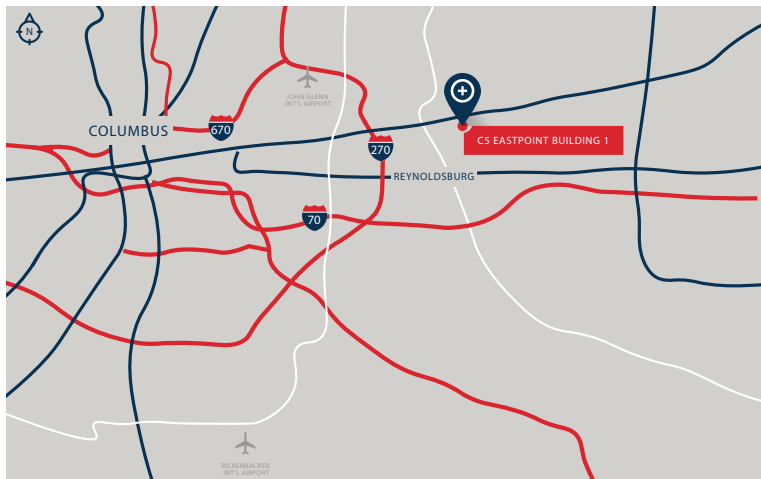 N
JOHN GLENN
INT'L AIRPORT
COLUMBUS
670
C5 EASTPOINT BUILDING 1
270
REYNOLDSBURG
70
RICKENBACKER
INT'L AIRPORT